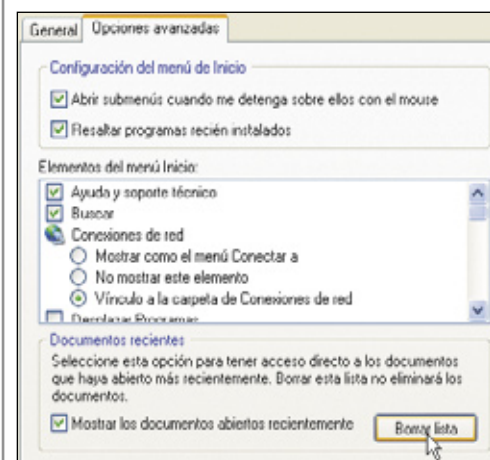 General
Opciones avanzadas
Configuración del menú de Inicio
Abrir submenús cuando me detenga sobre ellos con el mouse
Resaltar programas recién instalados
Elementos del menú Inicio:
Ayuda y soporte técnico
Buscar
Conexiones de red
Mostrar como el menú Conectar a
No mostrar este elemento
Vínculo a la carpeta de Conexiones de red
Desplazar Programas
Documentos recientes
Seleccione esta opción para tener acceso directo a los documentos
que haya abierto más recientemente. Borrar esta lista no eliminará los
documentos.
Mostrar los documentos abiertos recientemente
Borrar lista